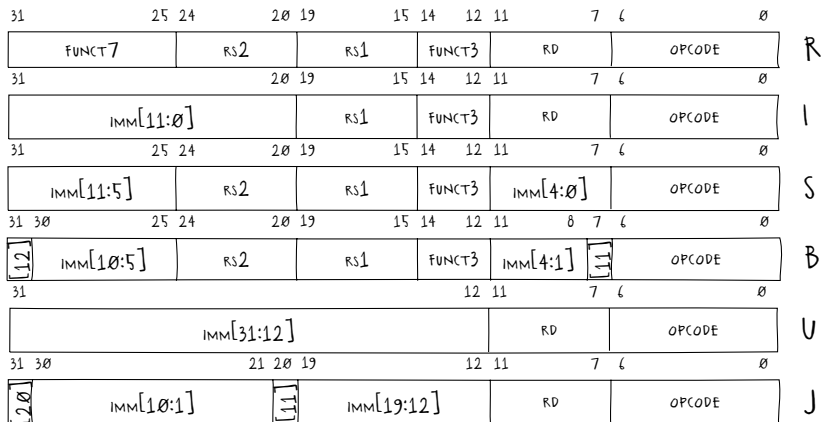 31 25 24 20 19 15 14 12 11 7 6 0
FUNCT7 RS2 RS1 FUNCT3 RD OPCODE R
31 20 19 15 14 12 11 7 6 0
IMM[11:0] RS1 FUNCT3 RD OPCODE I
31 25 24 20 19 15 14 12 11 7 6 0
IMM[11:5] RS2 RS1 FUNCT3 IMM[4:0] OPCODE S
31 30 25 24 20 19 15 14 12 11 8 7 6 0
[12] IMM[10:5] RS2 RS1 FUNCT3 IMM[4:1] [11] OPCODE B
31 12 11 7 6 0
IMM[31:12] RD OPCODE U
31 30 21 20 19 12 11 7 6 0
[20] IMM[10:1] [11] IMM[19:12] RD OPCODE J